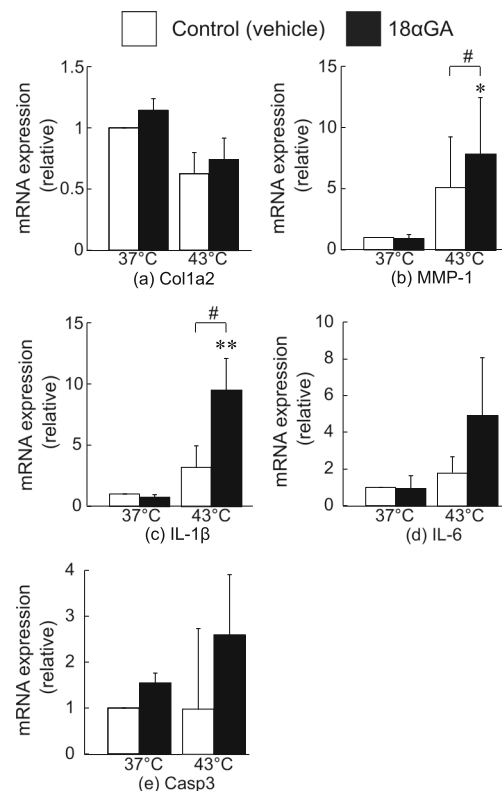 Control (vehicle) 18αGA
mRNA expression
(relative)
1.5
1
0.5
0
37°C 43°C
(a) Col1a2
mRNA expression
(relative)
15
10
5
0
#
*
37°C 43°C
(b) MMP-1
mRNA expression
(relative)
15
10
5
0
#
**
37°C 43°C
(c) IL-1β
mRNA expression
(relative)
10
8
6
4
2
0
37°C 43°C
(d) IL-6
mRNA expression
(relative)
4
3
2
1
0
37°C 43°C
(e) Casp3